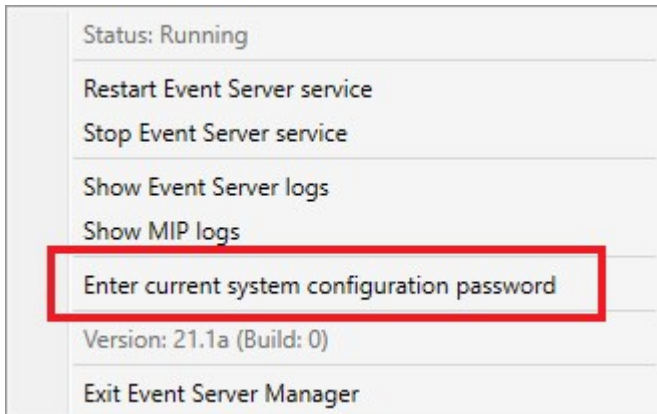 Status: Running
Restart Event Server service
Stop Event Server service
Show Event Server logs
Show MIP logs
Enter current system configuration password
Version: 21.1a (Build: 0)
Exit Event Server Manager